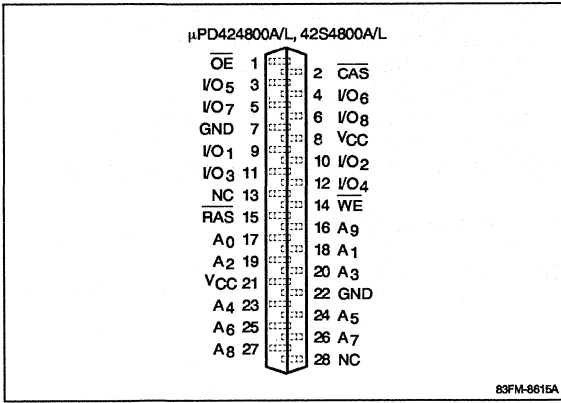 µPD424800A/L, 42S4800A/L
OE 1
2 CAS
I/O5 3
4 I/O6
I/O7 5
6 I/O8
GND 7
8 VCC
I/O1 9
10 I/O2
I/O3 11
12 I/O4
NC 13
14 WE
RAS 15
16 A9
A0 17
18 A1
A2 19
20 A3
VCC 21
22 GND
A4 23
24 A5
A6 25
26 A7
A8 27
28 NC
83FM-8615A